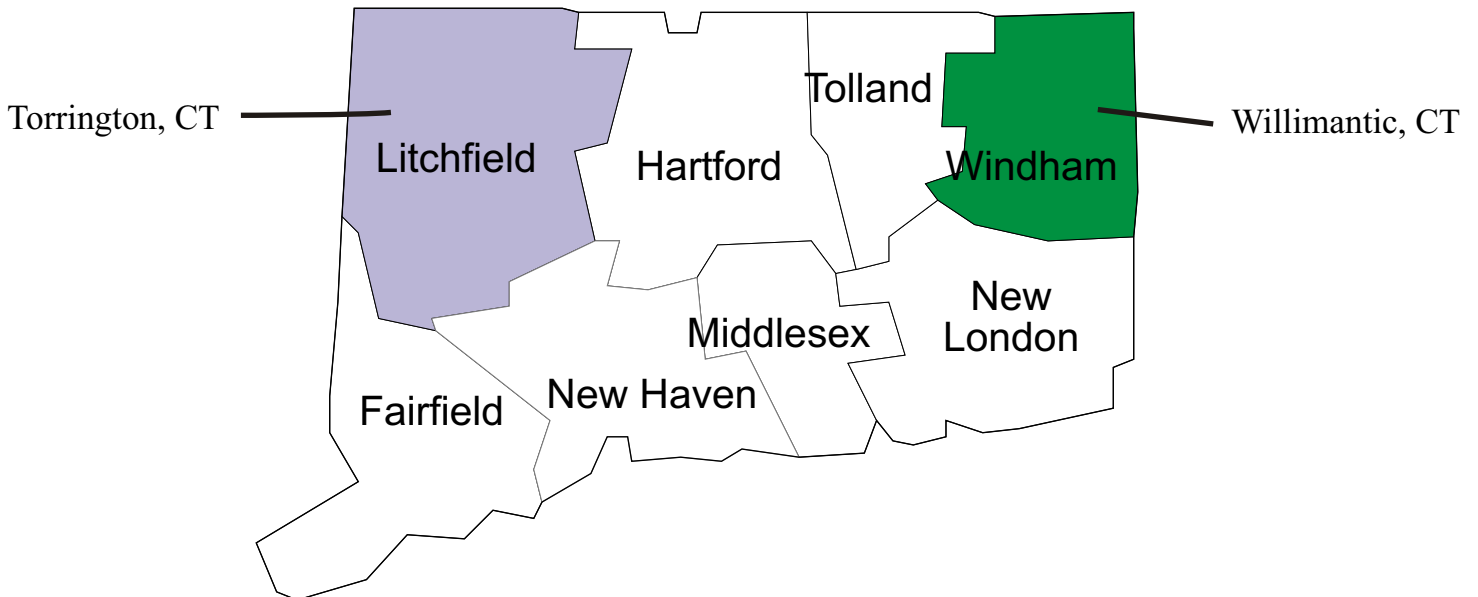 Tolland
Torrington, CT
Willimantic, CT
Litchfield
Hartford
Windham
New
London
Middlesex
New Haven
Fairfield